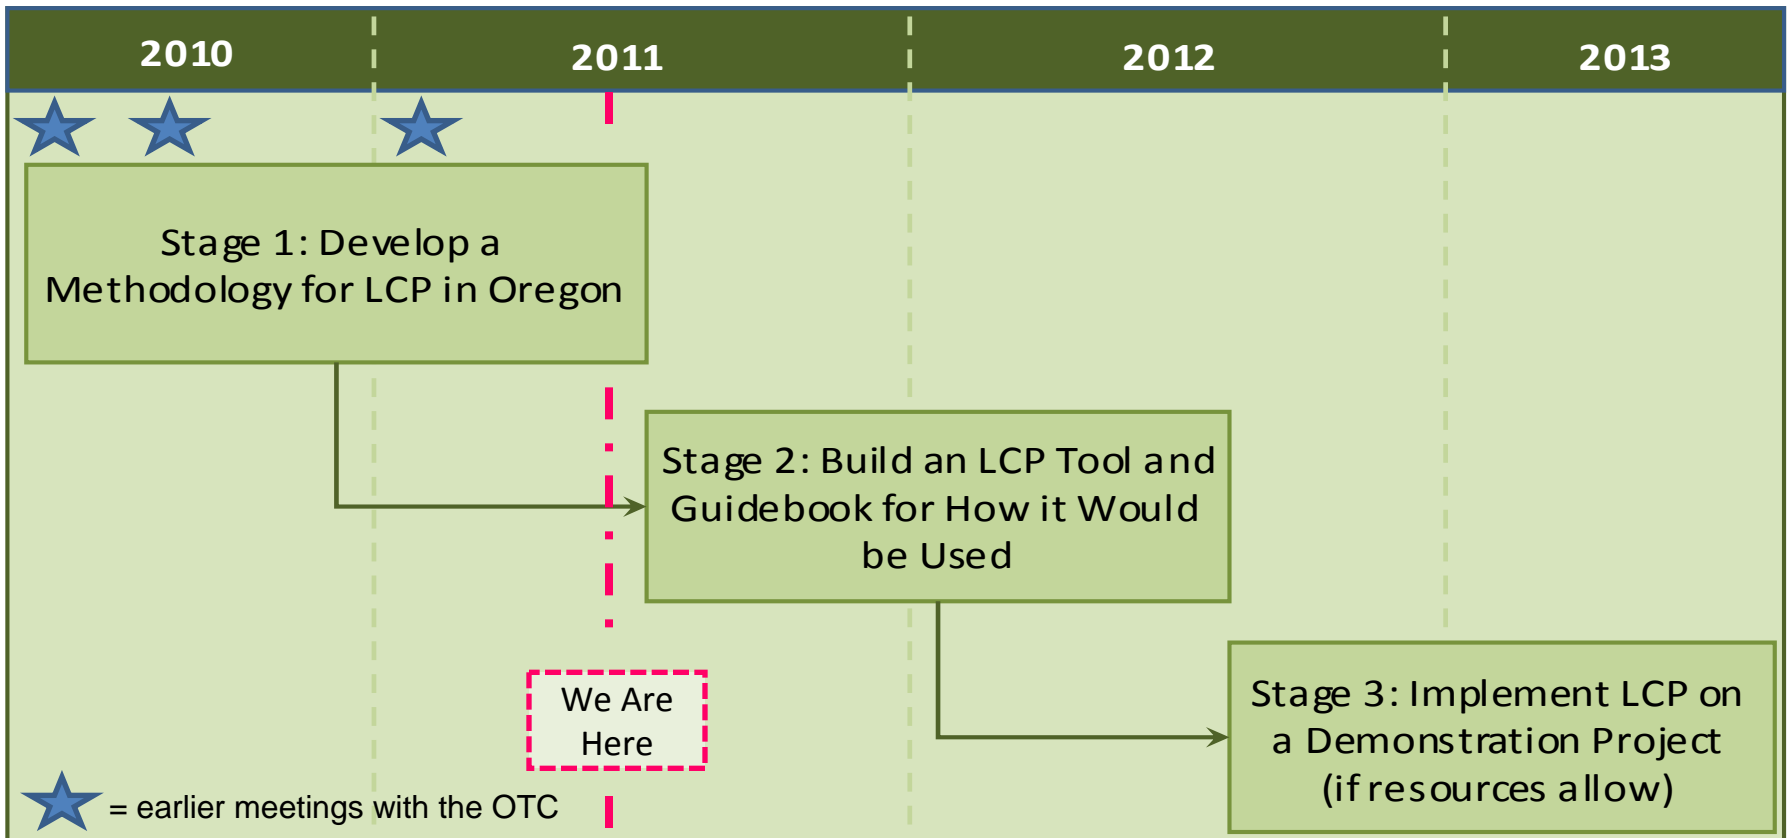 2010 2011 2012 2013
Stage 1: Develop a
Methodology for LCP in Oregon
Stage 2: Build an LCP Tool and
Guidebook for How it Would
be Used
We Are
Here
Stage 3: Implement LCP on
a Demonstration Project
(if resources allow)
= earlier meetings with the OTC